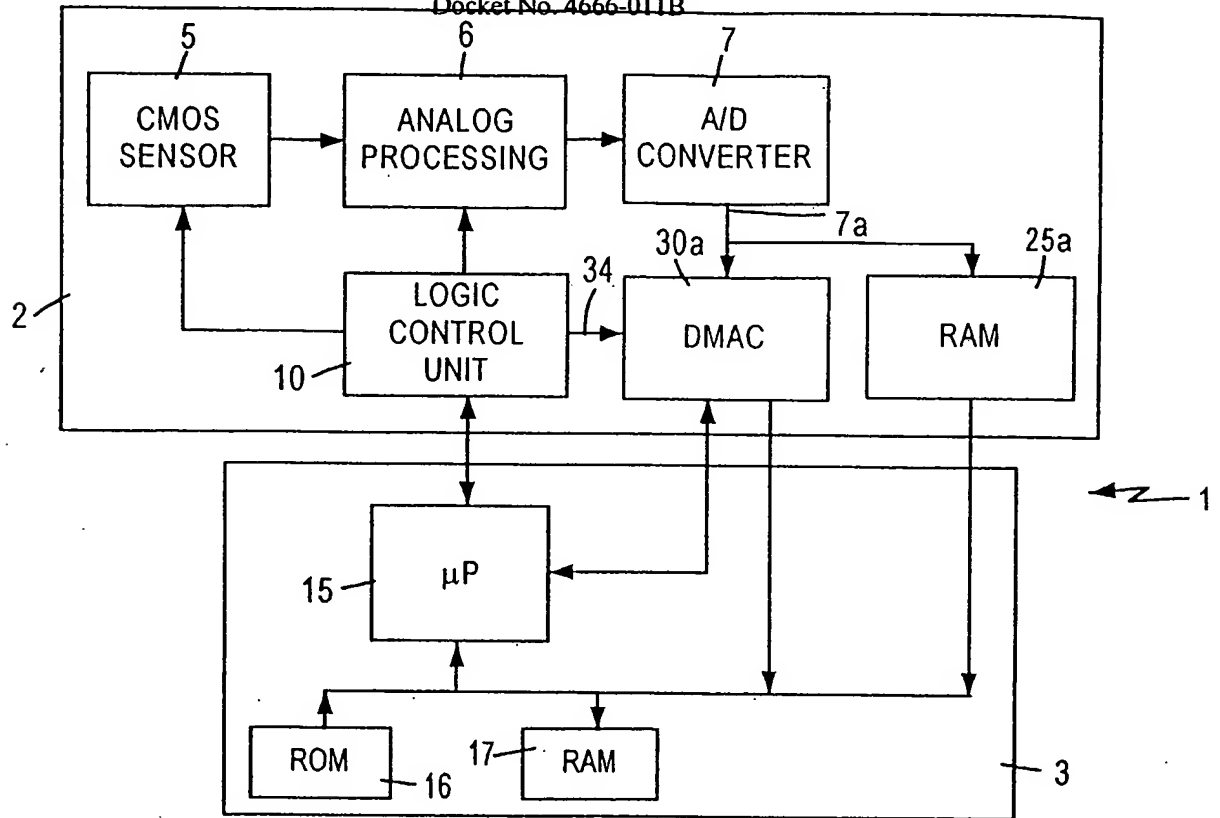 Docket No. 4666-011B
5
6
7
CMOS
SENSOR
ANALOG
PROCESSING
A/D
CONVERTER
7a
30a
25a
34
2
LOGIC
CONTROL
UNIT
10
DMAC
RAM
1
15
μP
ROM
16
17
RAM
3